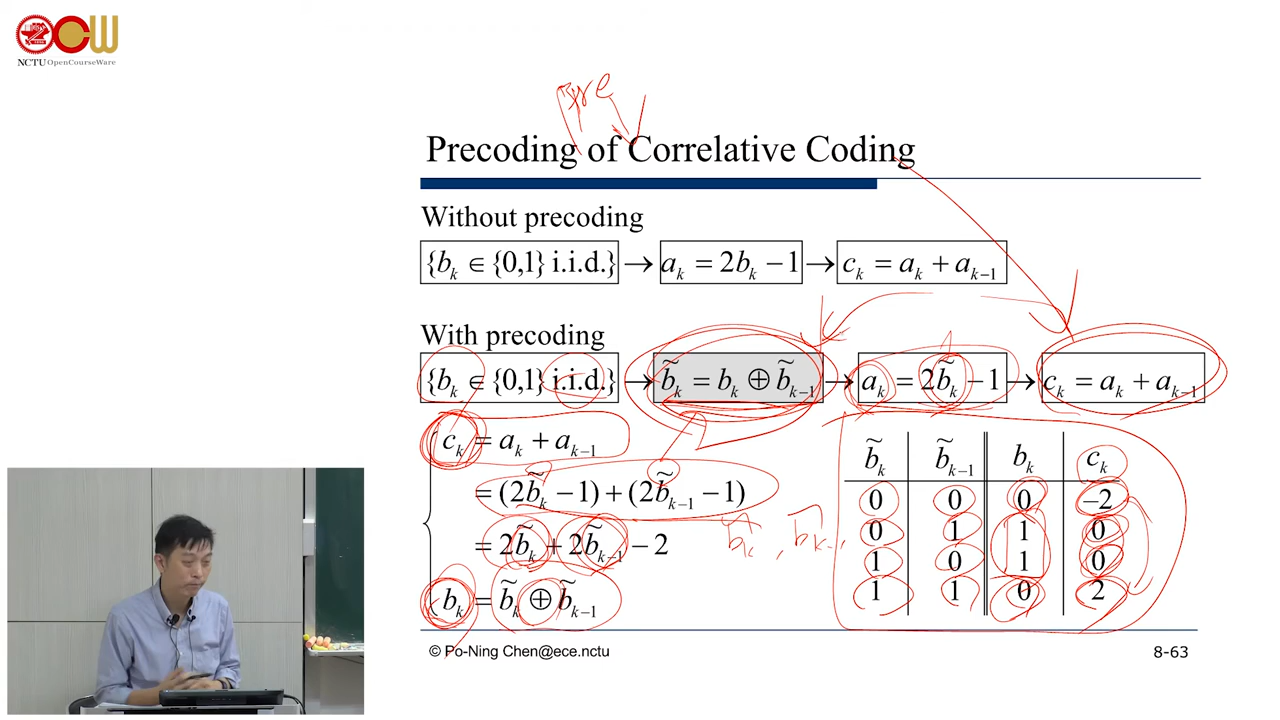 OCW
NCTU OpenCourseWare
pre
Precoding of Correlative Coding
Without precoding
{b_k ∈ {0,1} i.i.d.} → a_k = 2b_k − 1 → c_k = a_k + a_{k−1}
With precoding
{b_k ∈ {0,1} i.i.d.} → b̃_k = b_k ⊕ b̃_{k−1} → a_k = 2b̃_k − 1 → c_k = a_k + a_{k−1}
c_k = a_k + a_{k−1}
= (2b̃_k − 1) + (2b̃_{k−1} − 1)
= 2b̃_k + 2b̃_{k−1} − 2
b̃_k , b̃_{k−1}
b_k = b̃_k ⊕ b̃_{k−1}
b̃_k b̃_{k−1} b_k c_k
0 0 0 −2
0 1 1 0
1 0 1 0
1 1 0 2
© Po-Ning Chen@ece.nctu
8-63